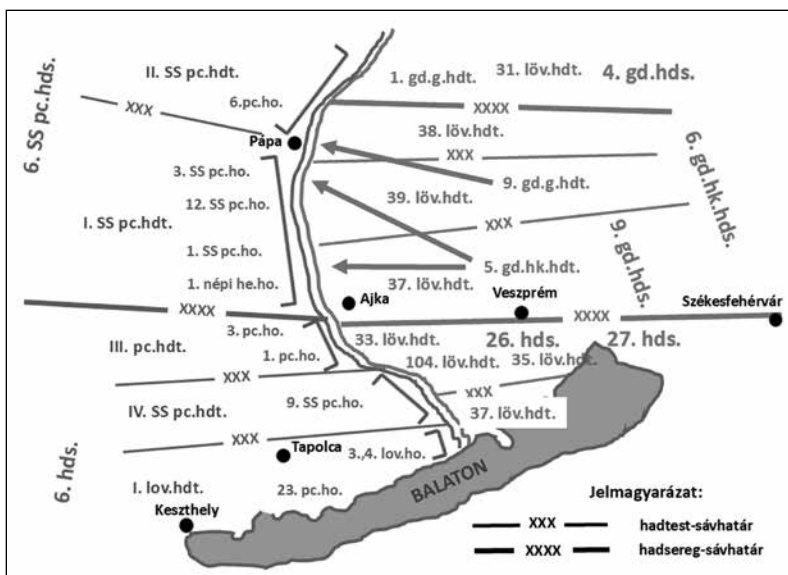 II. SS pc.hdt.
1. gd.g.hdt.
31. löv.hdt.
4. gd.hds.
6.pc.ho.
XXX
XXXX
6. SS pc.hds.
38. löv.hdt.
Pápa
XXX
3. SS pc.ho.
9. gd.g.hdt.
6. gd.hk.hds.
12. SS pc.ho.
39. löv.hdt.
I. SS pc.hdt.
XXX
1. SS pc.ho.
9. gd.hds.
5. gd.hk.hdt.
1. népi he.ho.
37. löv.hdt.
Ajka
Veszprém
Székesfehérvár
XXXX
XXXX
3. pc.ho.
33. löv.hdt.
26. hds.
27. hds.
III. pc.hdt.
1. pc.ho.
104. löv.hdt.
35. löv.hdt.
XXX
XXX
9. SS pc.ho.
IV. SS pc.hdt.
37. löv.hdt.
XXX
Tapolca
3.,4. lov.ho.
6. hds.
BALATON
I. lov.hdt.
23. pc.ho.
Keszthely
Jelmagyarázat:
XXX hadtest-sávhatár
XXXX hadsereg-sávhatár